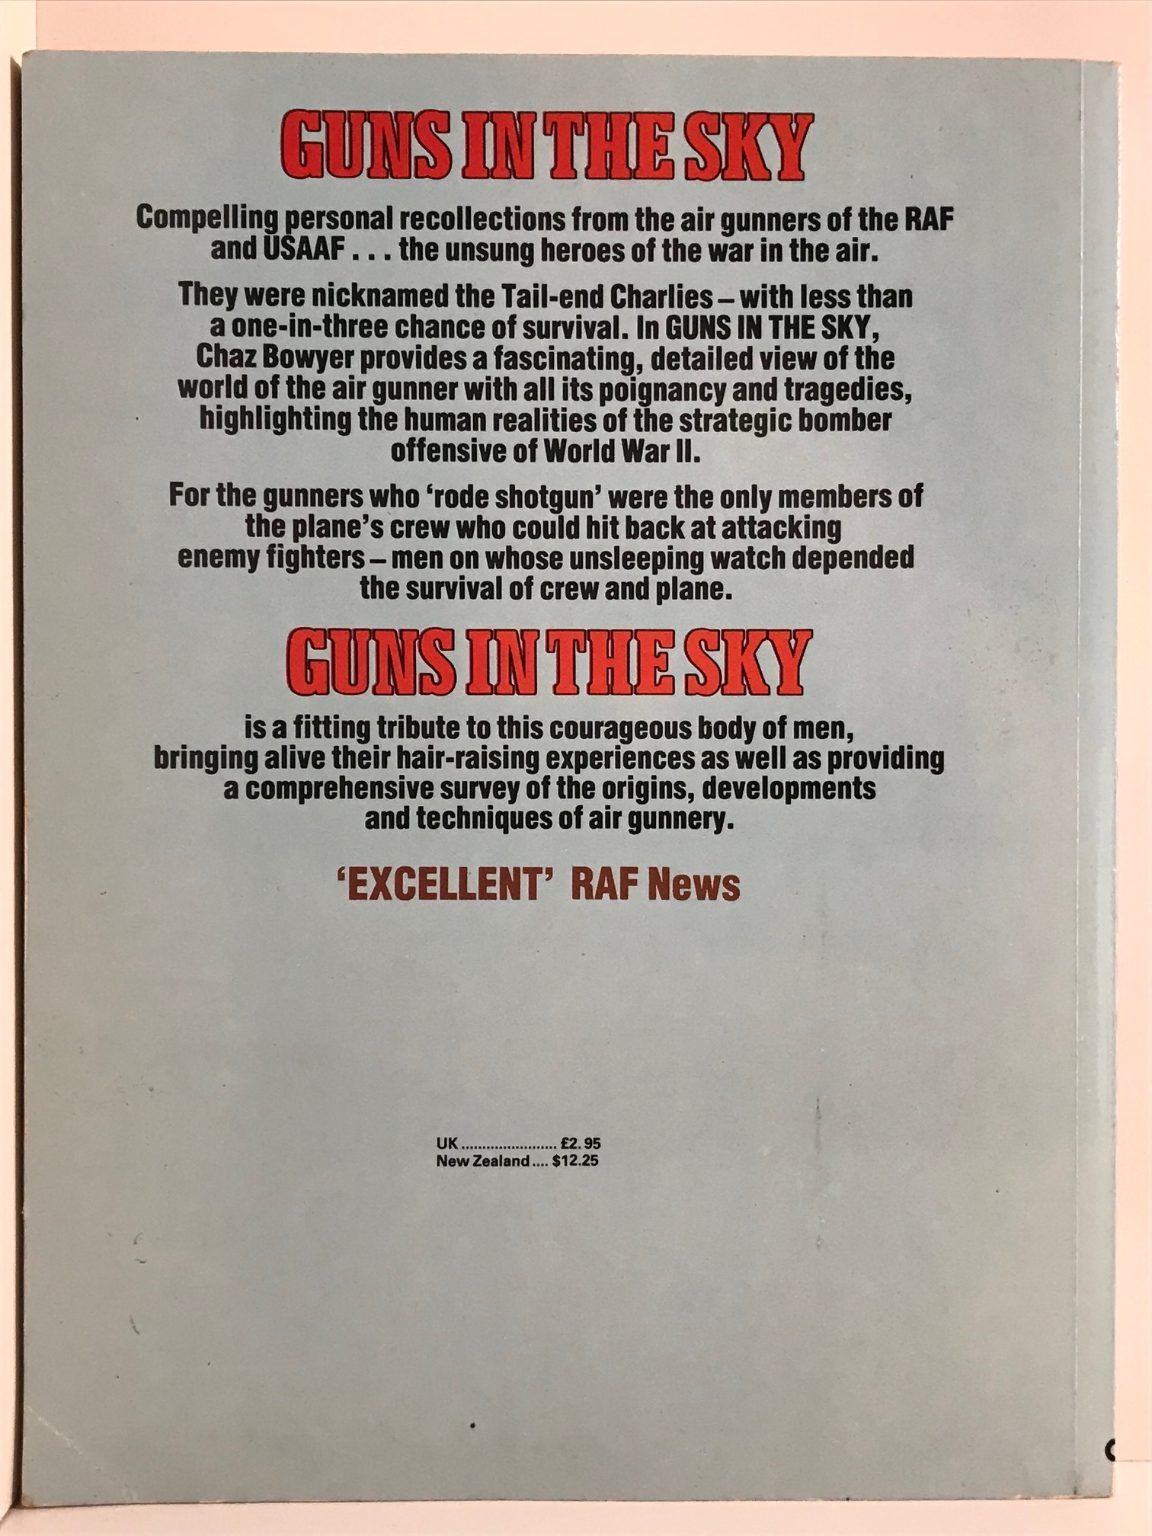 GUNS IN THE SKY
Compelling personal recollections from the air gunners of the RAF
and USAAF . . . the unsung heroes of the war in the air.
They were nicknamed the Tail-end Charlies – with less than
a one-in-three chance of survival. In GUNS IN THE SKY,
Chaz Bowyer provides a fascinating, detailed view of the
world of the air gunner with all its poignancy and tragedies,
highlighting the human realities of the strategic bomber
offensive of World War II.
For the gunners who ‘rode shotgun’ were the only members of
the plane’s crew who could hit back at attacking
enemy fighters – men on whose unsleeping watch depended
the survival of crew and plane.
GUNS IN THE SKY
is a fitting tribute to this courageous body of men,
bringing alive their hair-raising experiences as well as providing
a comprehensive survey of the origins, developments
and techniques of air gunnery.
‘EXCELLENT’ RAF News
UK ....................... £2.95
New Zealand .... $12.25